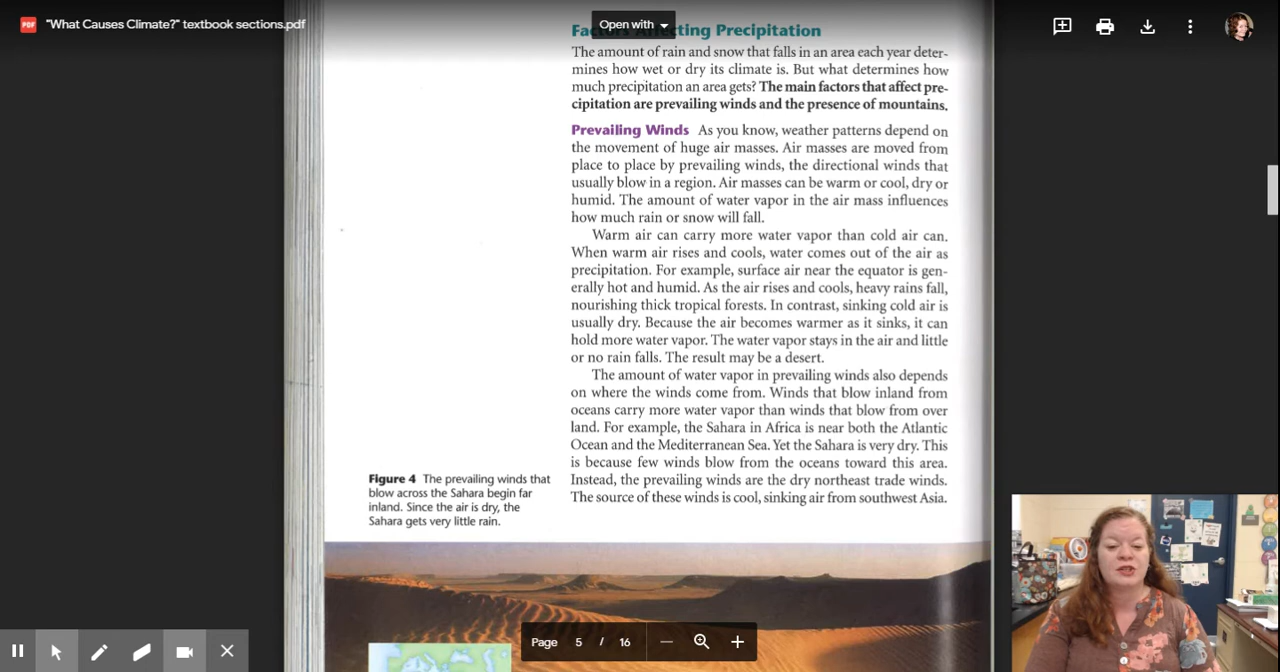 "What Causes Climate?" textbook sections.pdf
Open with
Factors Affecting Precipitation
The amount of rain and snow that falls in an area each year deter-
mines how wet or dry its climate is. But what determines how
much precipitation an area gets? The main factors that affect pre-
cipitation are prevailing winds and the presence of mountains.
Prevailing Winds As you know, weather patterns depend on
the movement of huge air masses. Air masses are moved from
place to place by prevailing winds, the directional winds that
usually blow in a region. Air masses can be warm or cool, dry or
humid. The amount of water vapor in the air mass influences
how much rain or snow will fall.
Warm air can carry more water vapor than cold air can.
When warm air rises and cools, water comes out of the air as
precipitation. For example, surface air near the equator is gen-
erally hot and humid. As the air rises and cools, heavy rains fall,
nourishing thick tropical forests. In contrast, sinking cold air is
usually dry. Because the air becomes warmer as it sinks, it can
hold more water vapor. The water vapor stays in the air and little
or no rain falls. The result may be a desert.
The amount of water vapor in prevailing winds also depends
on where the winds come from. Winds that blow inland from
oceans carry more water vapor than winds that blow from over
land. For example, the Sahara in Africa is near both the Atlantic
Ocean and the Mediterranean Sea. Yet the Sahara is very dry. This
is because few winds blow from the oceans toward this area.
Instead, the prevailing winds are the dry northeast trade winds.
The source of these winds is cool, sinking air from southwest Asia.
Figure 4 The prevailing winds that
blow across the Sahara begin far
inland. Since the air is dry, the
Sahara gets very little rain.
Page 5 / 16